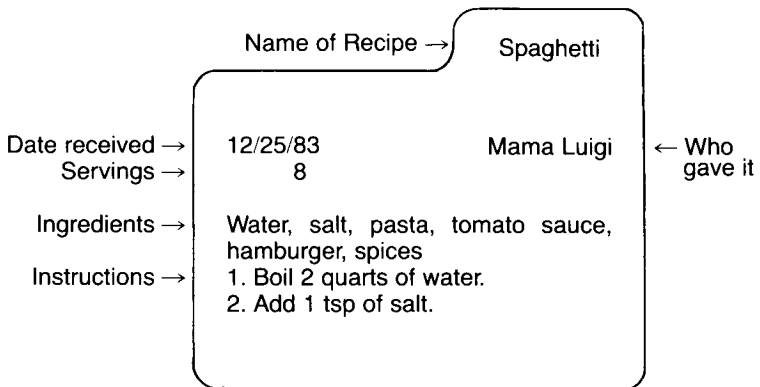 Name of Recipe → Spaghetti
Date received → 12/25/83 Mama Luigi ← Who
Servings → 8 gave it
Ingredients → Water, salt, pasta, tomato sauce,
hamburger, spices
Instructions → 1. Boil 2 quarts of water.
2. Add 1 tsp of salt.